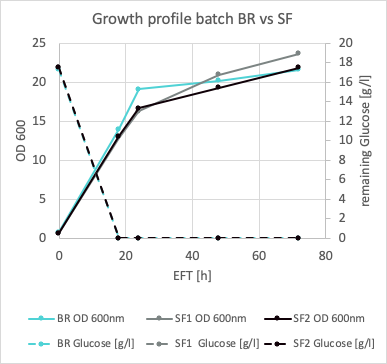 Growth profile batch BR vs SF
25
20
15
10
5
0
OD 600
20
18
16
14
12
10
8
6
4
2
0
remaining Glucose [g/l]
0 20 40 60 80
EFT [h]
BR OD 600nm SF1 OD 600nm SF2 OD 600nm
BR Glucose [g/l] SF1 Glucose [g/l] SF2 Glucose [g/l]